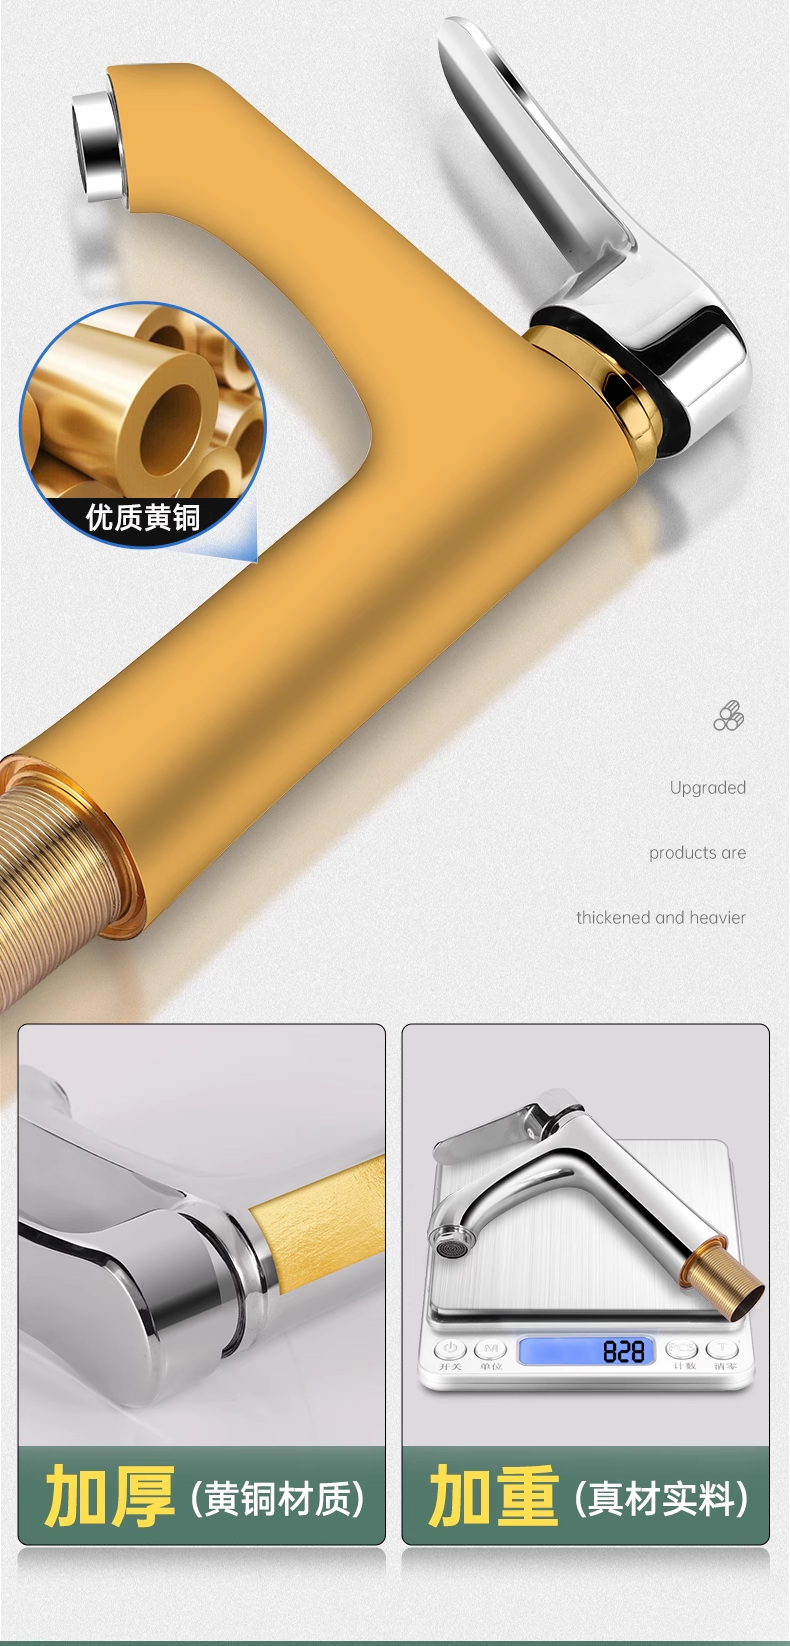 优质黄铜
Upgraded
products are
thickened and heavier
828
PCS
M
T
开关
单位
计数
清零
加厚 (黄铜材质)
加重 (真材实料)